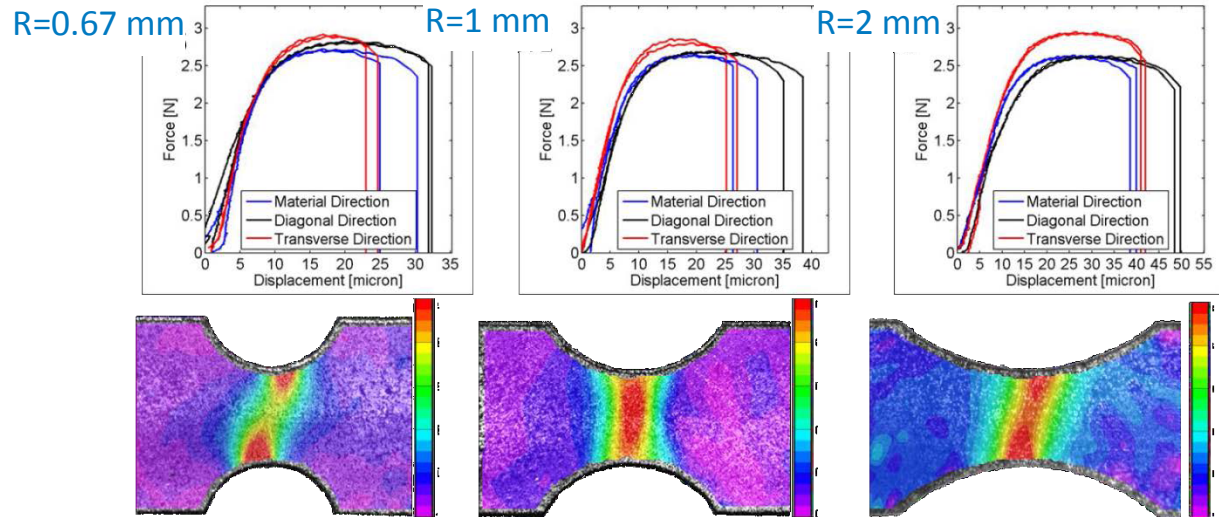 R=0.67 mm
R=1 mm
R=2 mm
3
2.5
2
1.5
1
0.5
0
Force [N]
Material Direction
Diagonal Direction
Transverse Direction
0 5 10 15 20 25 30 35
Displacement [micron]
3
2.5
2
1.5
1
0.5
0
Force [N]
Material Direction
Diagonal Direction
Transverse Direction
0 5 10 15 20 25 30 35 40
Displacement [micron]
3
2.5
2
1.5
1
0.5
0
Force [N]
Material Direction
Diagonal Direction
Transverse Direction
0 5 10 15 20 25 30 35 40 45 50 55
Displacement [micron]